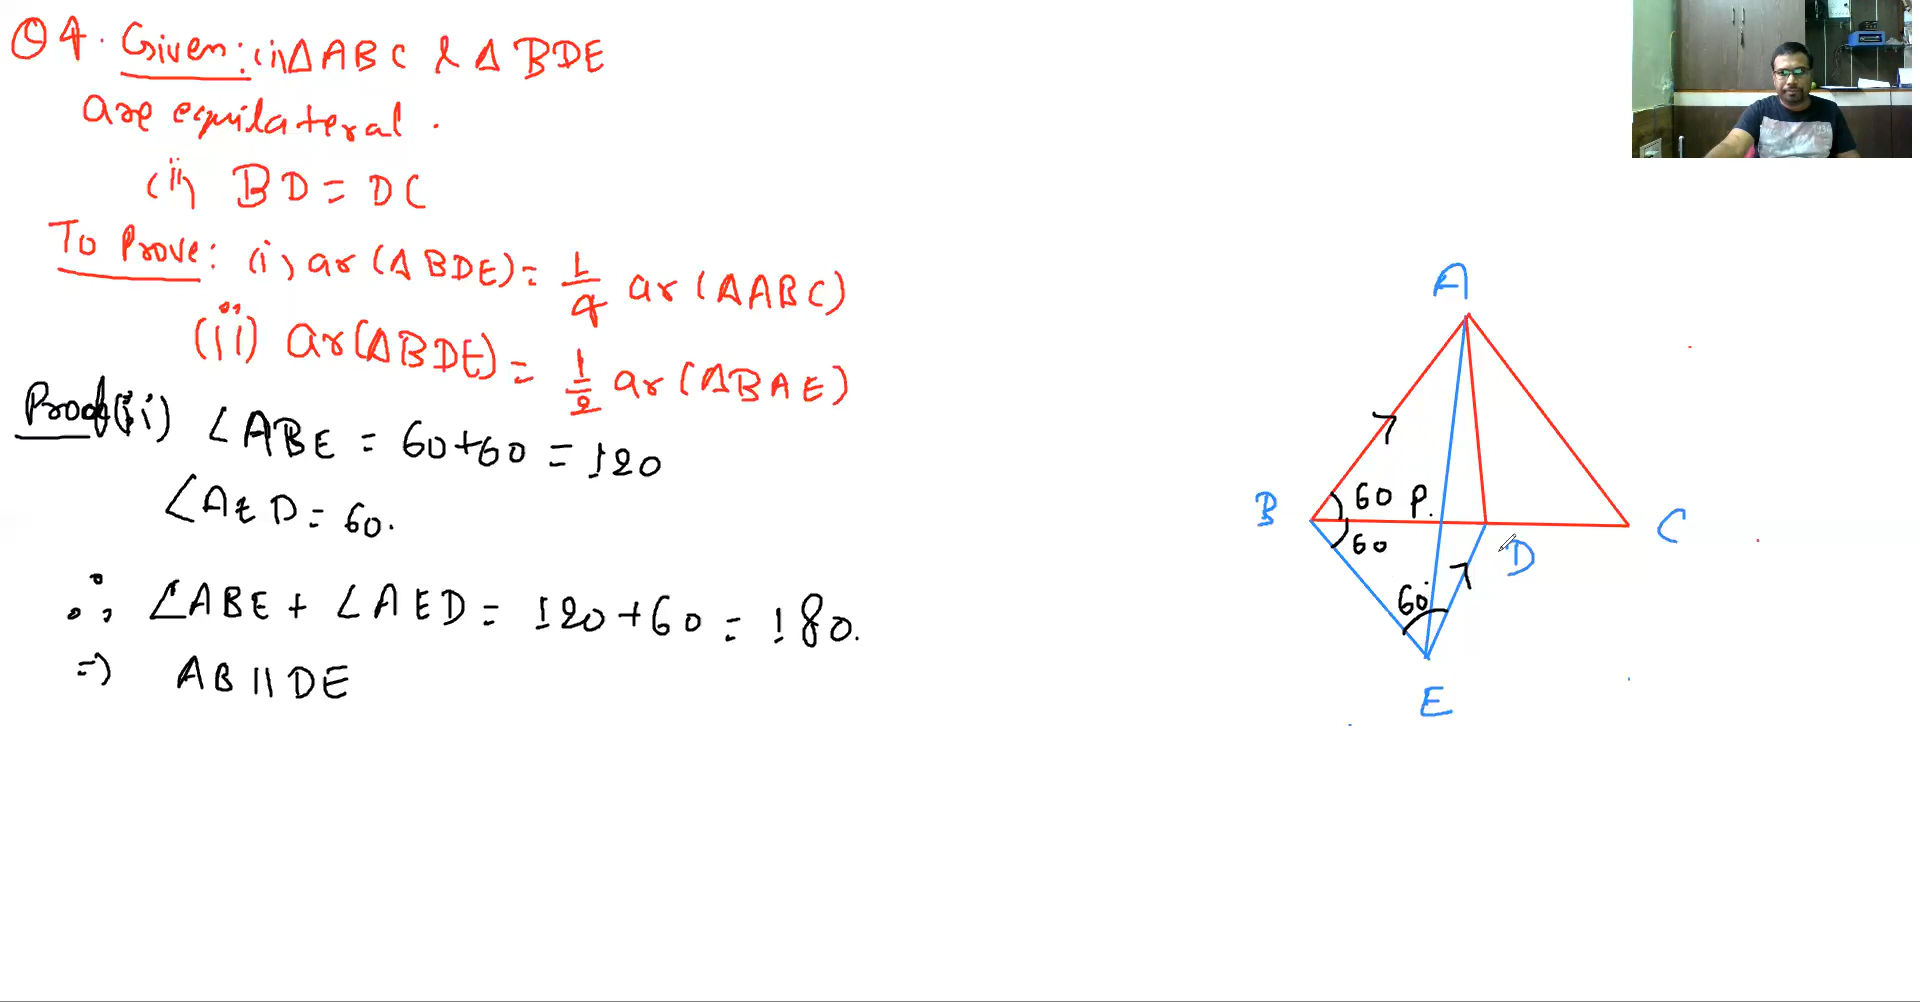 Q4. Given: (i) Δ ABC & Δ BDE
are equilateral.
(ii) BD = DC
To Prove: (i) ar(ΔBDE) = 1/4 ar(ΔABC)
(ii) ar(ΔBDE) = 1/2 ar(ΔBAE)
Proof (ii) ∠ABE = 60+60 = 120
∠AED = 60.
∴ ∠ABE + ∠AED = 120+60 = 180.
⇒ AB || DE
A
B
60 P.
60
D
C
60°
E